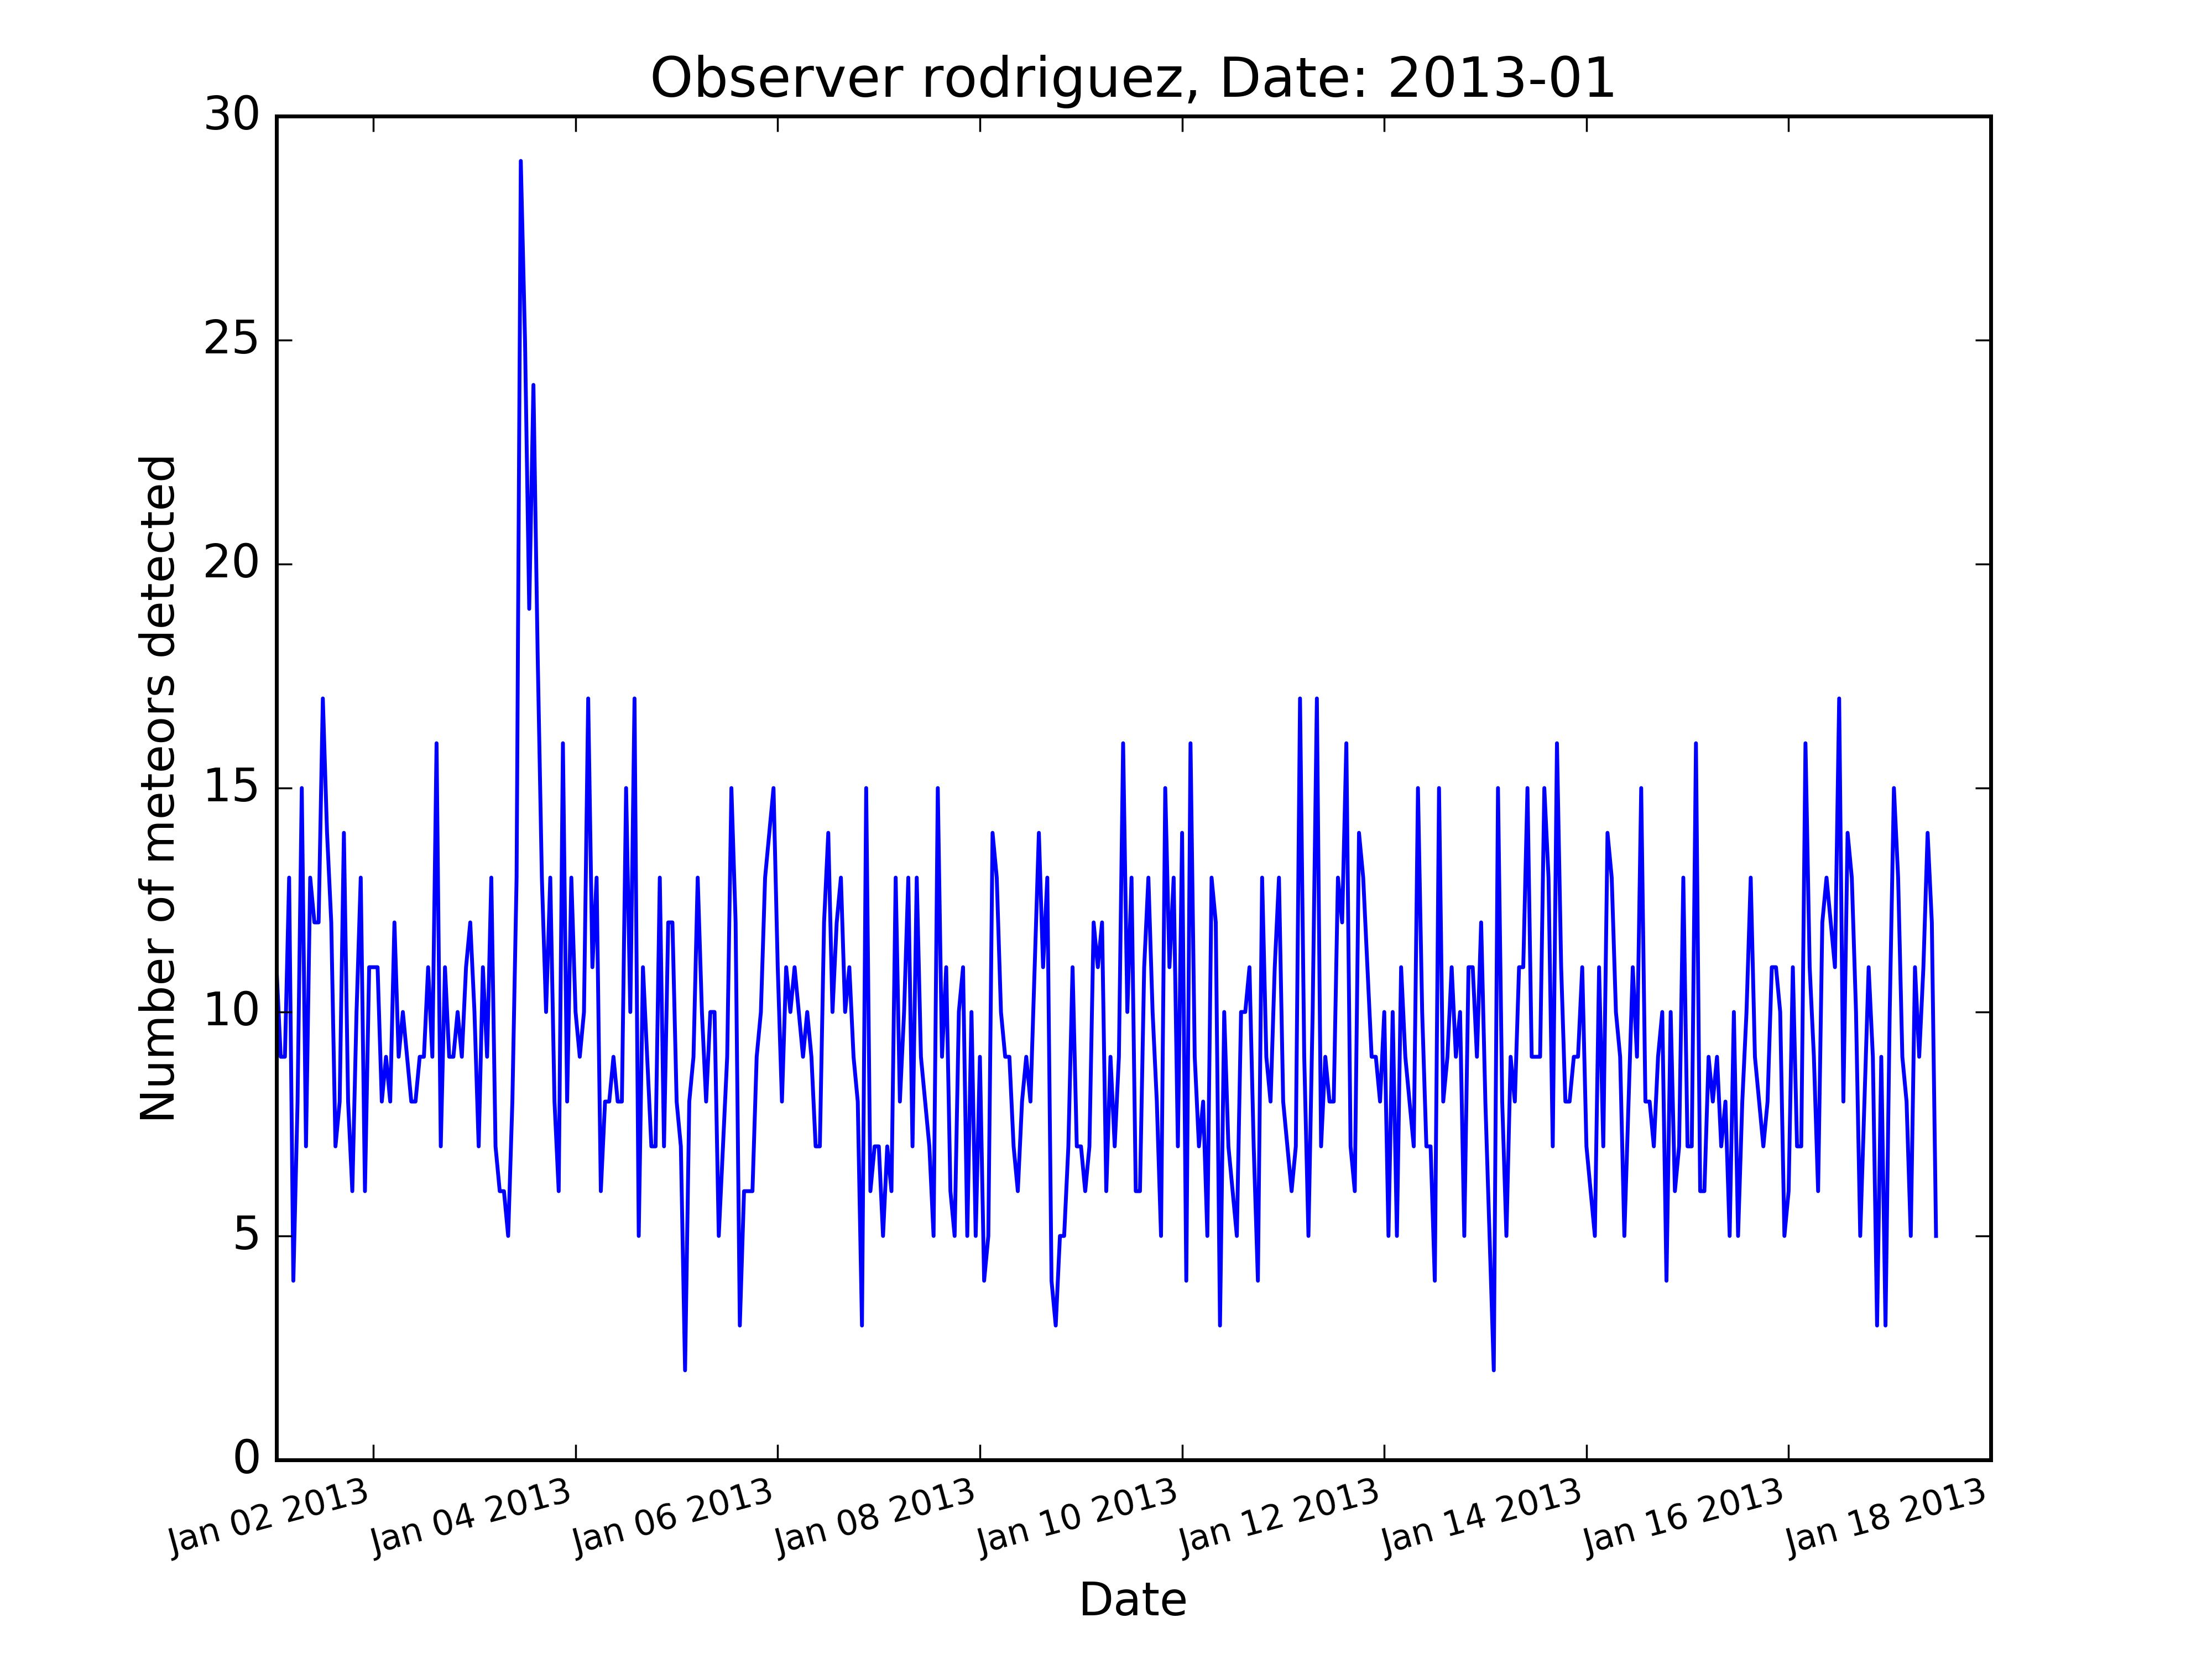 Observer rodriguez, Date: 2013-01
30
25
20
15
10
5
0
Number of meteors detected
Jan 02 2013
Jan 04 2013
Jan 06 2013
Jan 08 2013
Jan 10 2013
Jan 12 2013
Jan 14 2013
Jan 16 2013
Jan 18 2013
Date